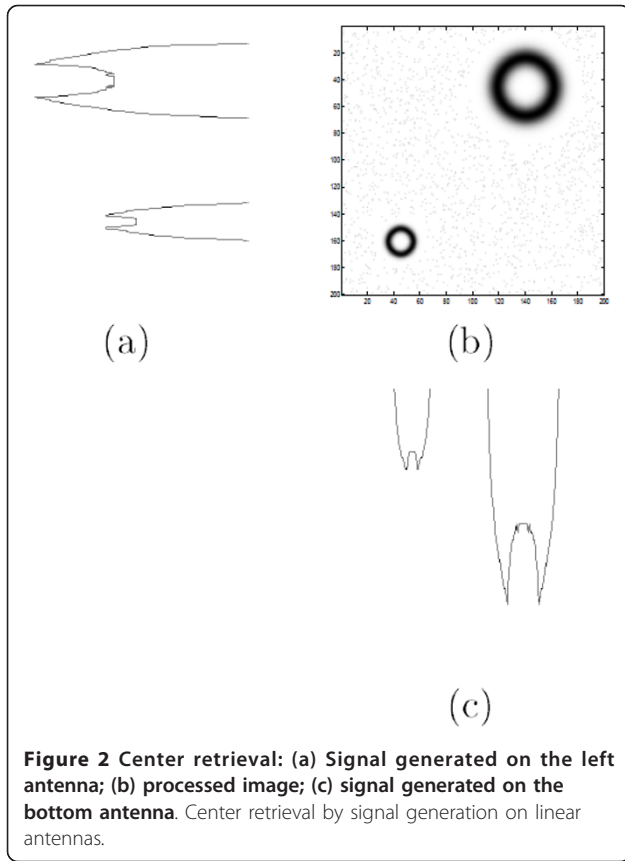 20
40
60
80
100
120
140
160
180
200
20 40 60 80 100 120 140 160 180 200
(a)
(b)
(c)
Figure 2 Center retrieval: (a) Signal generated on the left
antenna; (b) processed image; (c) signal generated on the
bottom antenna. Center retrieval by signal generation on linear
antennas.